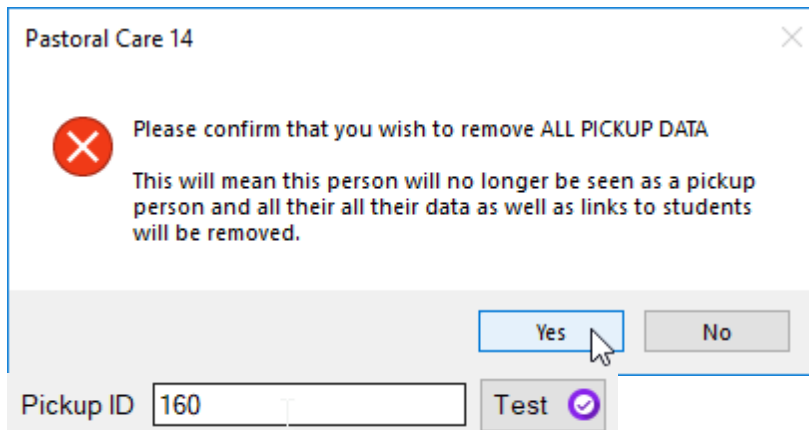 Pastoral Care 14
Please confirm that you wish to remove ALL PICKUP DATA
This will mean this person will no longer be seen as a pickup
person and all their all their data as well as links to students
will be removed.
Yes No
Pickup ID 160 Test